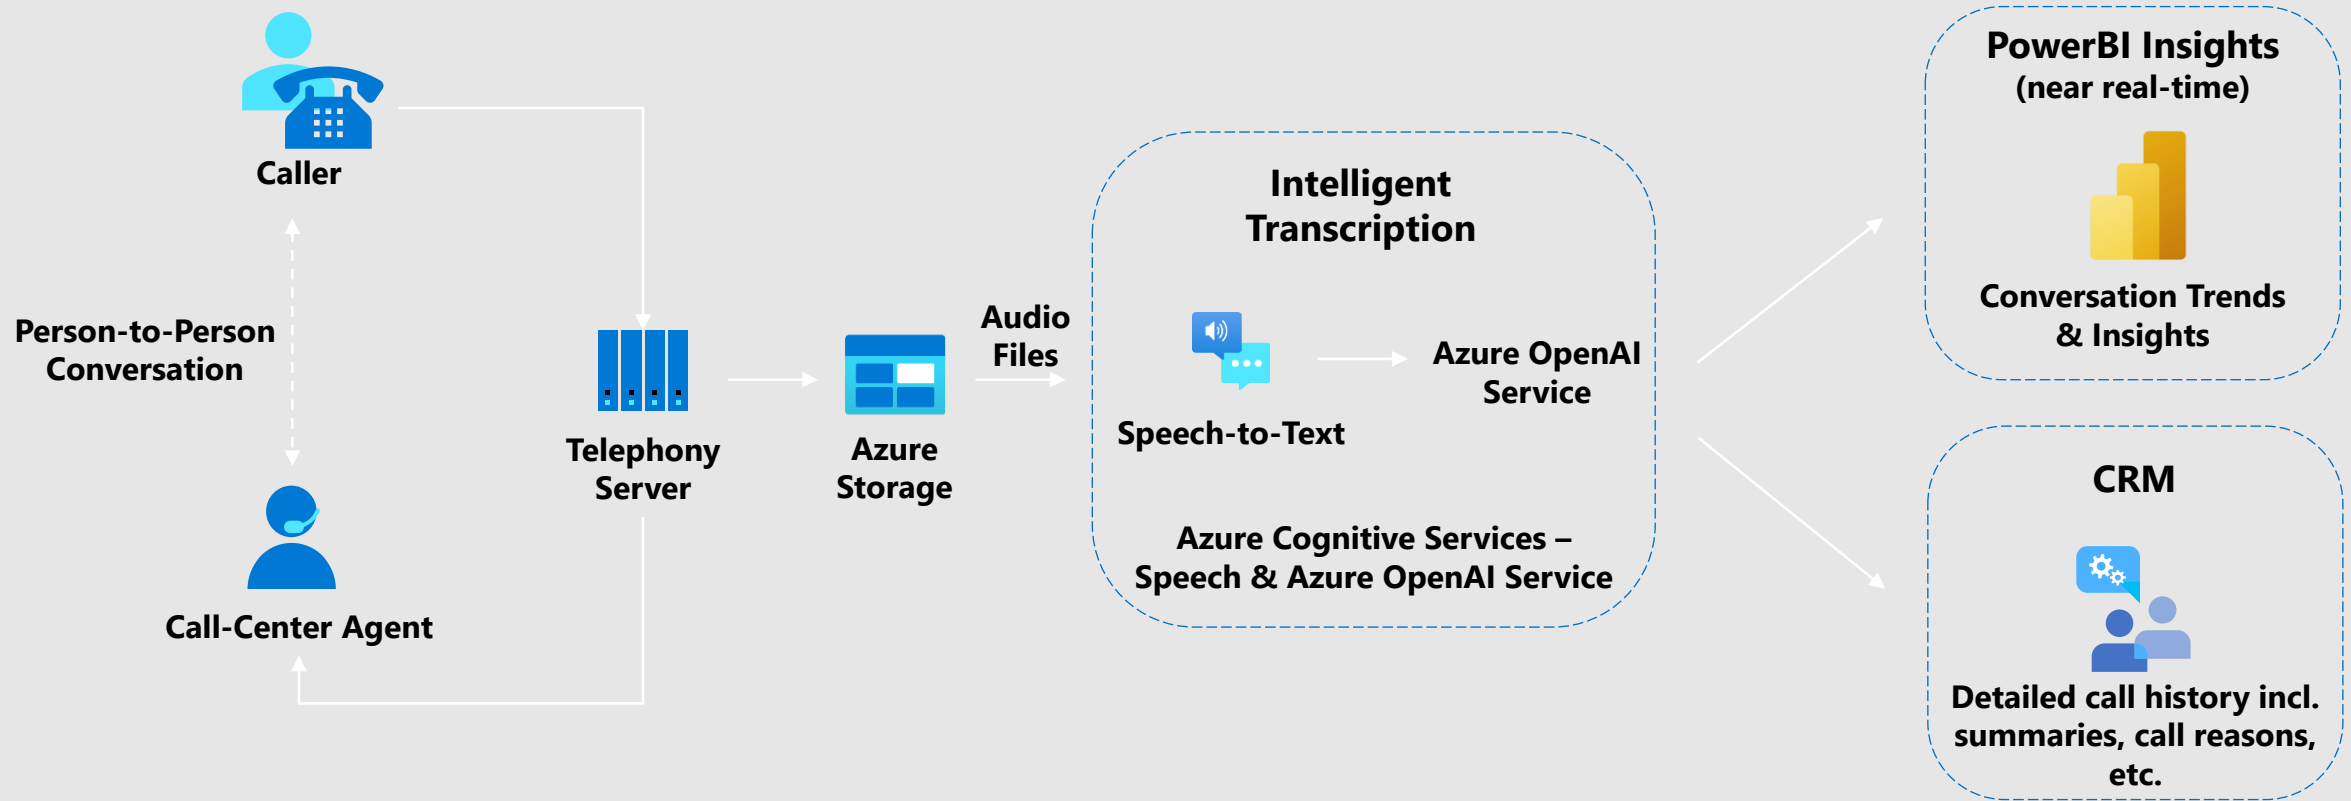 Caller
Person-to-Person
Conversation
Call-Center Agent
Telephony
Server
Azure
Storage
Audio
Files
Intelligent
Transcription
Speech-to-Text
Azure OpenAI
Service
Azure Cognitive Services –
Speech & Azure OpenAI Service
PowerBI Insights
(near real-time)
Conversation Trends
& Insights
CRM
Detailed call history incl.
summaries, call reasons,
etc.